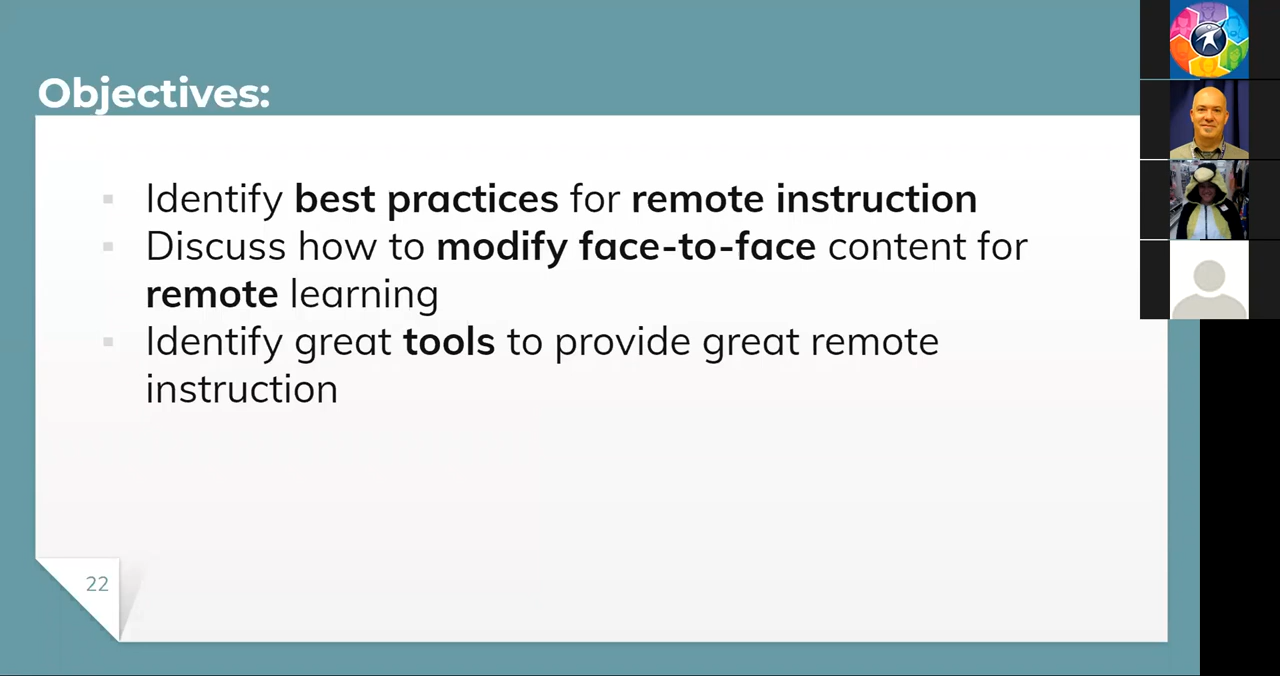 Objectives:
Identify best practices for remote instruction
Discuss how to modify face-to-face content for
remote learning
Identify great tools to provide great remote
instruction
22